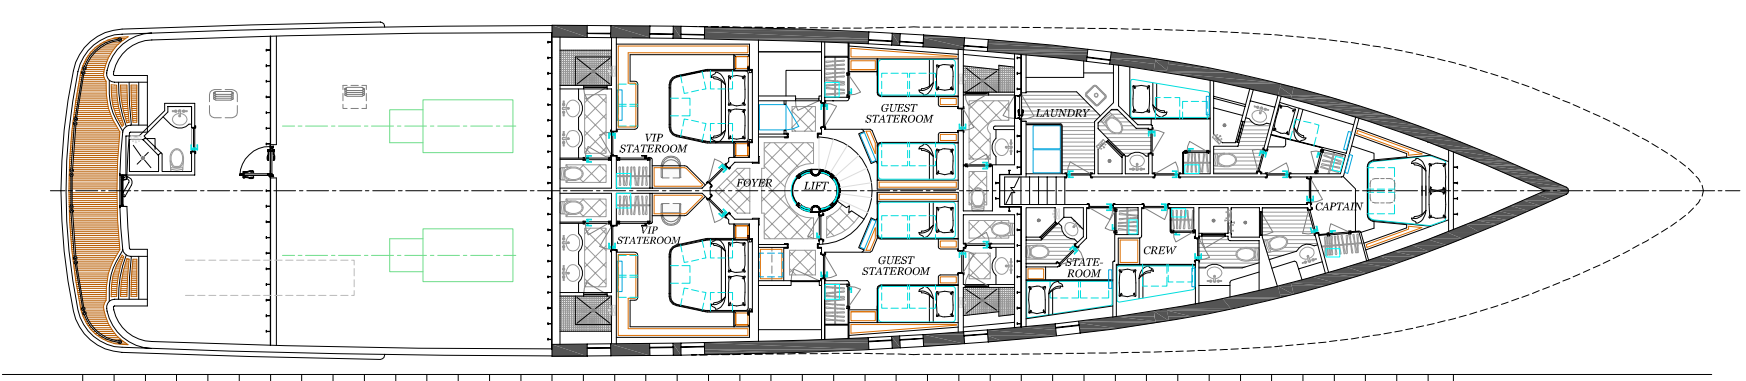 VIP
STATEROOM
FOYER
LIFT
GUEST
STATEROOM
LAUNDRY
VIP
STATEROOM
GUEST
STATEROOM
STATE-
ROOM
CREW
CAPTAIN